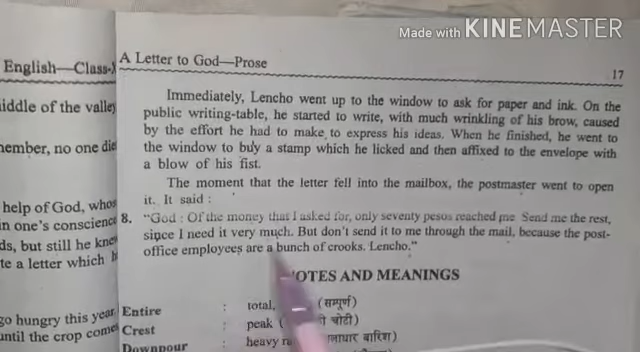 Made with KINEMASTER
English—Class-X
iddle of the valley
member, no one die
help of God, whos
in one's conscience
ds, but still he knew
te a letter which h
go hungry this year
until the crop come
A Letter to God—Prose
17
Immediately, Lencho went up to the window to ask for paper and ink. On the
public writing-table, he started to write, with much wrinkling of his brow, caused
by the effort he had to make to express his ideas. When he finished, he went to
the window to buy a stamp which he licked and then affixed to the envelope with
a blow of his fist.
The moment that the letter fell into the mailbox, the postmaster went to open
it. It said :
8. "God : Of the money that I asked for, only seventy pesos reached me. Send me the rest,
since I need it very much. But don't send it to me through the mail, because the post-
office employees are a bunch of crooks. Lencho."
NOTES AND MEANINGS
Entire : total, (सम्पूर्ण)
Crest : peak ( चोटी)
Downpour : heavy ra लाधार बारिश)